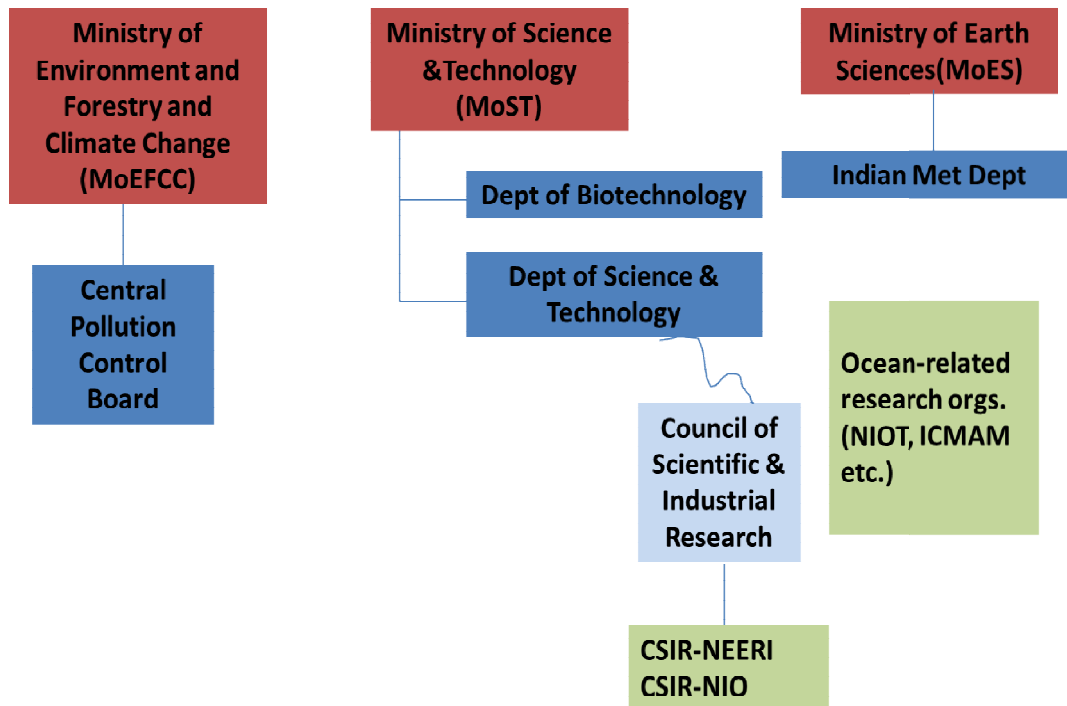 Ministry of
Environment and
Forestry and
Climate Change
(MoEFCC)
Central
Pollution
Control
Board
Ministry of Science
&Technology
(MoST)
Dept of Biotechnology
Dept of Science &
Technology
Council of
Scientific &
Industrial
Research
CSIR-NEERI
CSIR-NIO
Ministry of Earth
Sciences(MoES)
Indian Met Dept
Ocean-related
research orgs.
(NIOT, ICMAM
etc.)